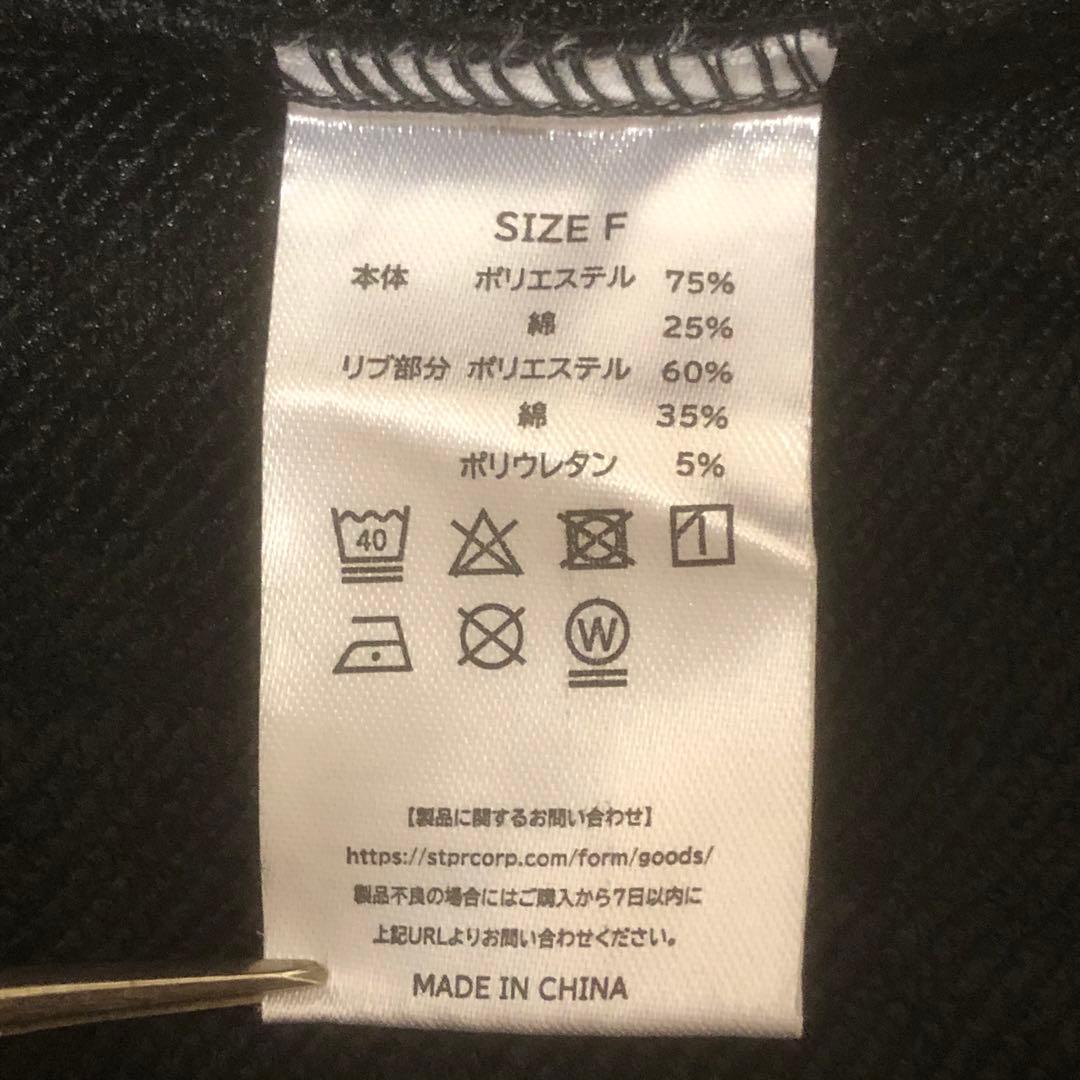 SIZE F
本体 ポリエステル 75%
綿 25%
リブ部分 ポリエステル 60%
綿 35%
ポリウレタン 5%
40
W
【製品に関するお問い合わせ】
https://stprcorp.com/form/goods/
製品不良の場合にはご購入から7日以内に
上記URLよりお問い合わせください。
MADE IN CHINA